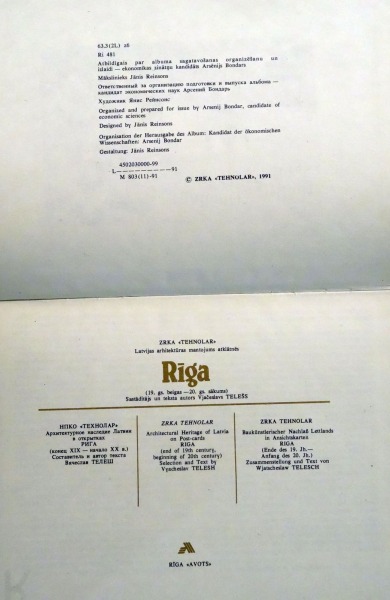 63.3(2L) z6
Ri 481
Atbildīgais par albuma sagatavošanas organizēšanu un
izlaidi — ekonomikas zinātņu kandidāts Arsēnijs Bondars
Mākslinieks Jānis Reinsons
Ответственный за организацию подготовки и выпуска альбома —
кандидат экономических наук Арсений Бондарь
Художник Янис Рейнсонс
Organised and prepared for issue by Arsenij Bondar, candidate of
economic sciences
Designed by Jānis Reinsons
Organisation der Herausgabe des Album: Kandidat der ökonomischen
Wissenschaften: Arsenij Bondar
Gestaltung: Jānis Reinsons
4502030000-99
L————————91
M 803(11)-91
© ZRKA «TEHNOLAR», 1991
ZRKA «TEHNOLAR»
Latvijas arhitektūras mantojums atklātnēs
Rīga
(19. gs. beigas —20. gs. sākums)
Sastādītājs un teksta autors Vjačeslavs TELEŠS
НПКО «ТЕХНОЛАР»
Архитектурное наследие Латвии
в открытках
РИГА
(конец XIX — начало XX в.)
Составитель и автор текста
Вячеслав ТЕЛЕШ
ZRKA TEHNOLAR
Architectural Heritage of Latvia
on Post-cards
RIGA
(end of 19th century,
beginning of 20th century)
Selection and Text by
Vyacheslav TELESH
ZRKA TEHNOLAR
Baukünstlerischer Nachlaß Lettlands
in Ansichtskarten
RIGA
(Ende des 19. Jh.—
Anfang des 20. Jh.)
Zusammenstellung und Text von
Wjatscheslaw TELESCH
RĪGA «AVOTS»